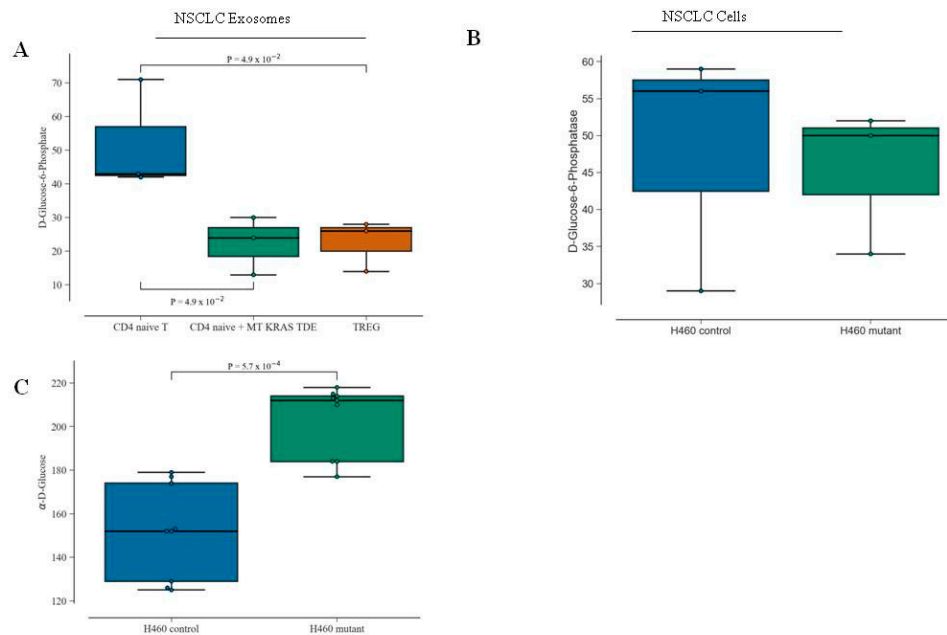 NSCLC Exosomes
A
P = 4.9 x 10−2
D-Glucose-6-Phosphate
70
60
50
40
30
20
10
P = 4.9 x 10−2
CD4 naive T CD4 naive + MT KRAS TDE TREG
NSCLC Cells
B
D-Glucose-6-Phosphatase
60
55
50
45
40
35
30
H460 control H460 mutant
C
P = 5.7 x 10−4
α-D-Glucose
220
200
180
160
140
120
H460 control H460 mutant